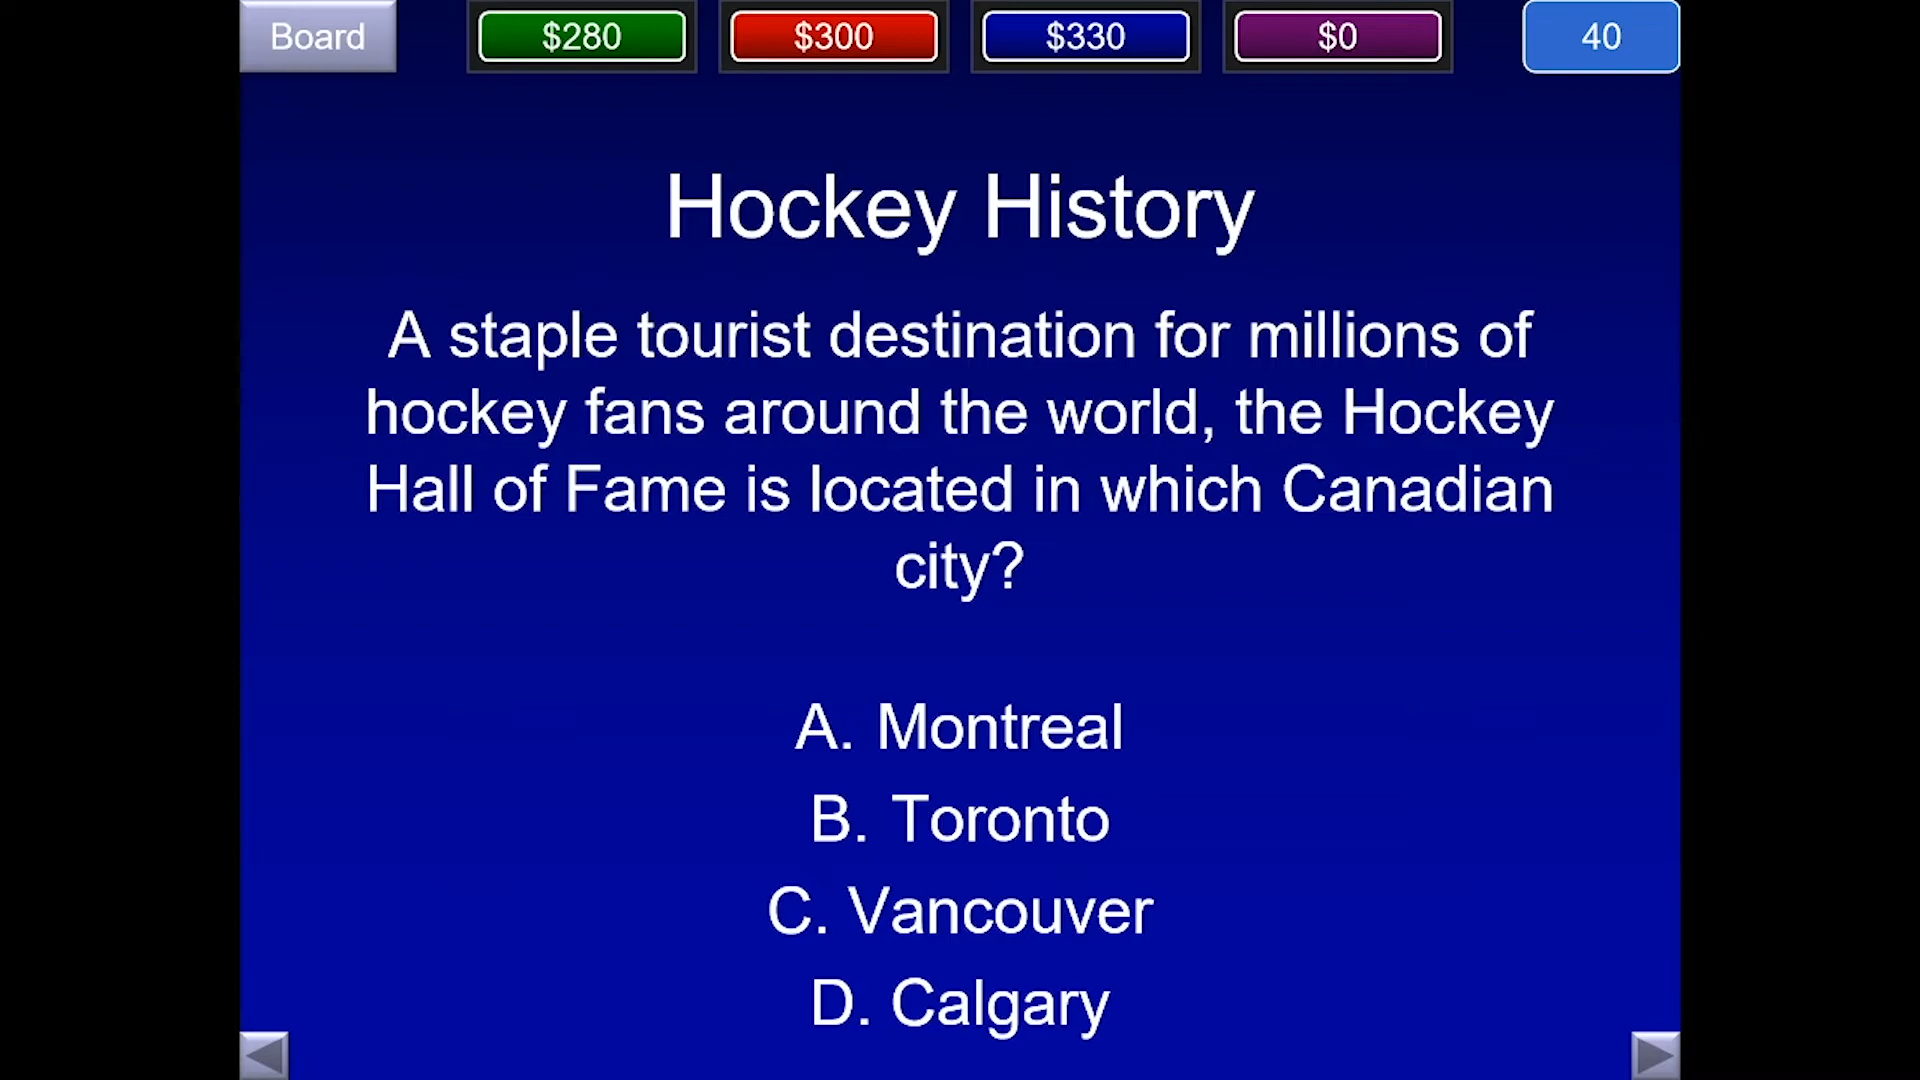 Board $280 $300 $330 $0 40
Hockey History
A staple tourist destination for millions of
hockey fans around the world, the Hockey
Hall of Fame is located in which Canadian
city?
A. Montreal
B. Toronto
C. Vancouver
D. Calgary